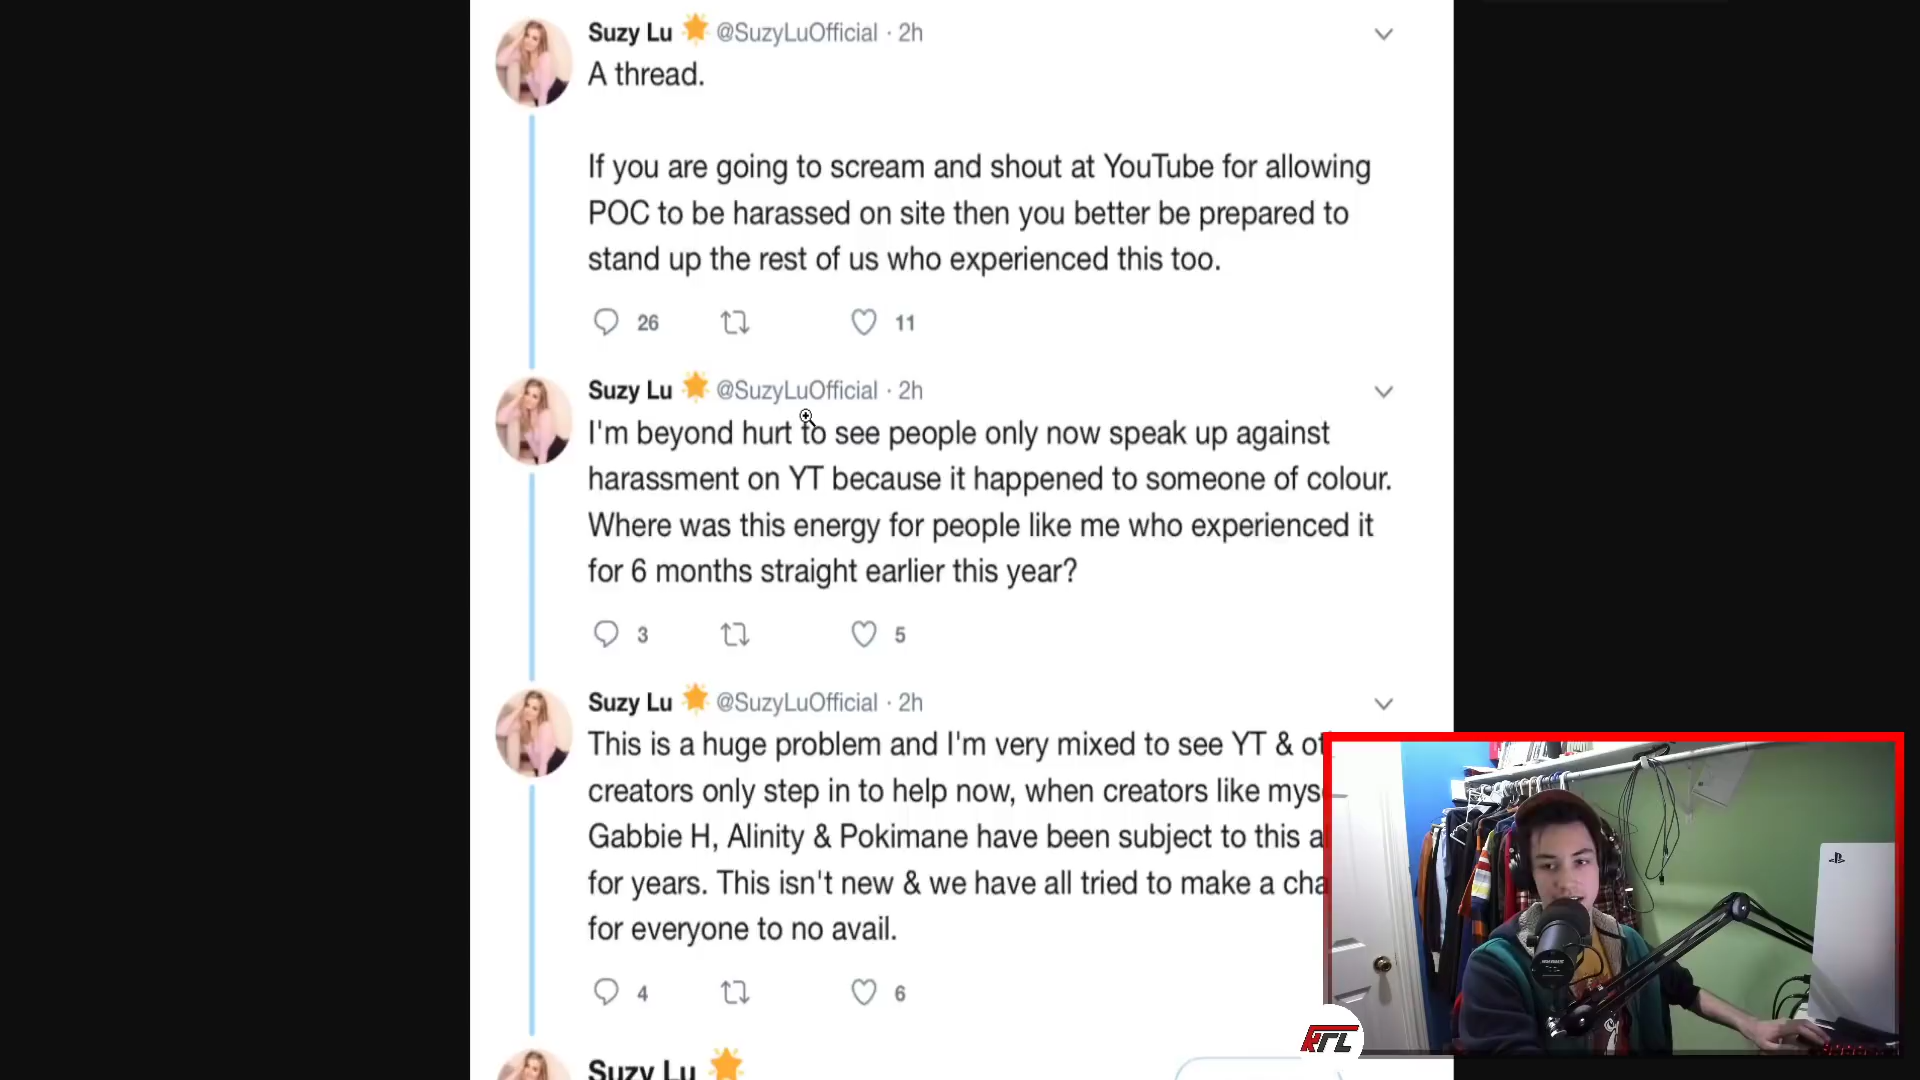 Suzy Lu @SuzyLuOfficial · 2h
A thread.
If you are going to scream and shout at YouTube for allowing
POC to be harassed on site then you better be prepared to
stand up the rest of us who experienced this too.
26 11
Suzy Lu @SuzyLuOfficial · 2h
I'm beyond hurt to see people only now speak up against
harassment on YT because it happened to someone of colour.
Where was this energy for people like me who experienced it
for 6 months straight earlier this year?
3 5
Suzy Lu @SuzyLuOfficial · 2h
This is a huge problem and I'm very mixed to see YT &
creators only step in to help now, when creators like
Gabbie H, Alinity & Pokimane have been subject to this
for years. This isn't new & we have all tried to make a
for everyone to no avail.
4 6
Suzy Lu
RTL